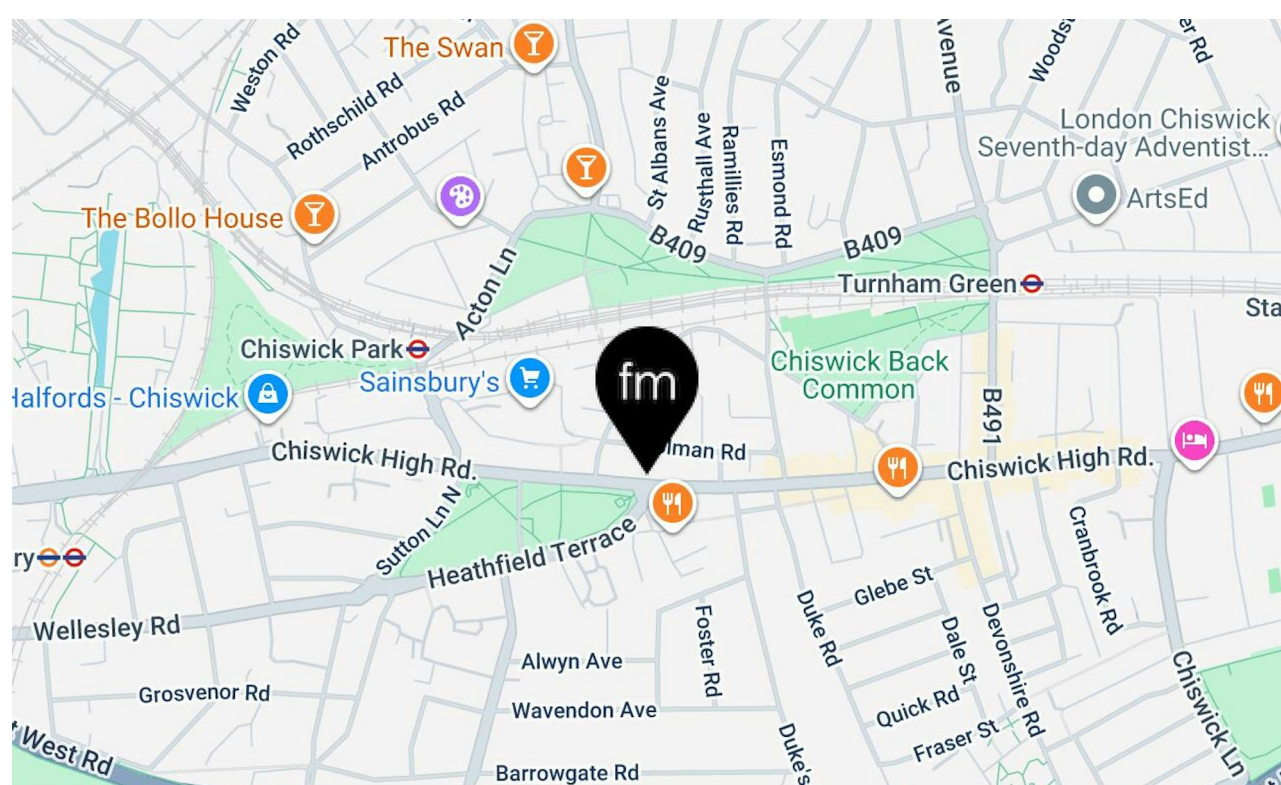 Weston Rd
The Swan
Rothschild Rd
Antrobus Rd
St Albans Ave
Rusthall Ave
Ramillies Rd
Esmond Rd
Avenue
London Chiswick
Seventh-day Adventist...
ArtsEd
The Bollo House
B409
B409
Acton Ln
Turnham Green
Chiswick Park
Sainsbury's
fm
Chiswick Back
Common
Halfords - Chiswick
B491
Chiswick High Rd.
lman Rd
Chiswick High Rd.
Sutton Ln N
Heathfield Terrace
Cranbrook Rd
Glebe St
Wellesley Rd
Duke Rd
Dale St
Devonshire Rd
Foster Rd
Alwyn Ave
Grosvenor Rd
Wavendon Ave
Quick Rd
Fraser St
Chiswick Ln
West Rd
Duke's
Barrowgate Rd